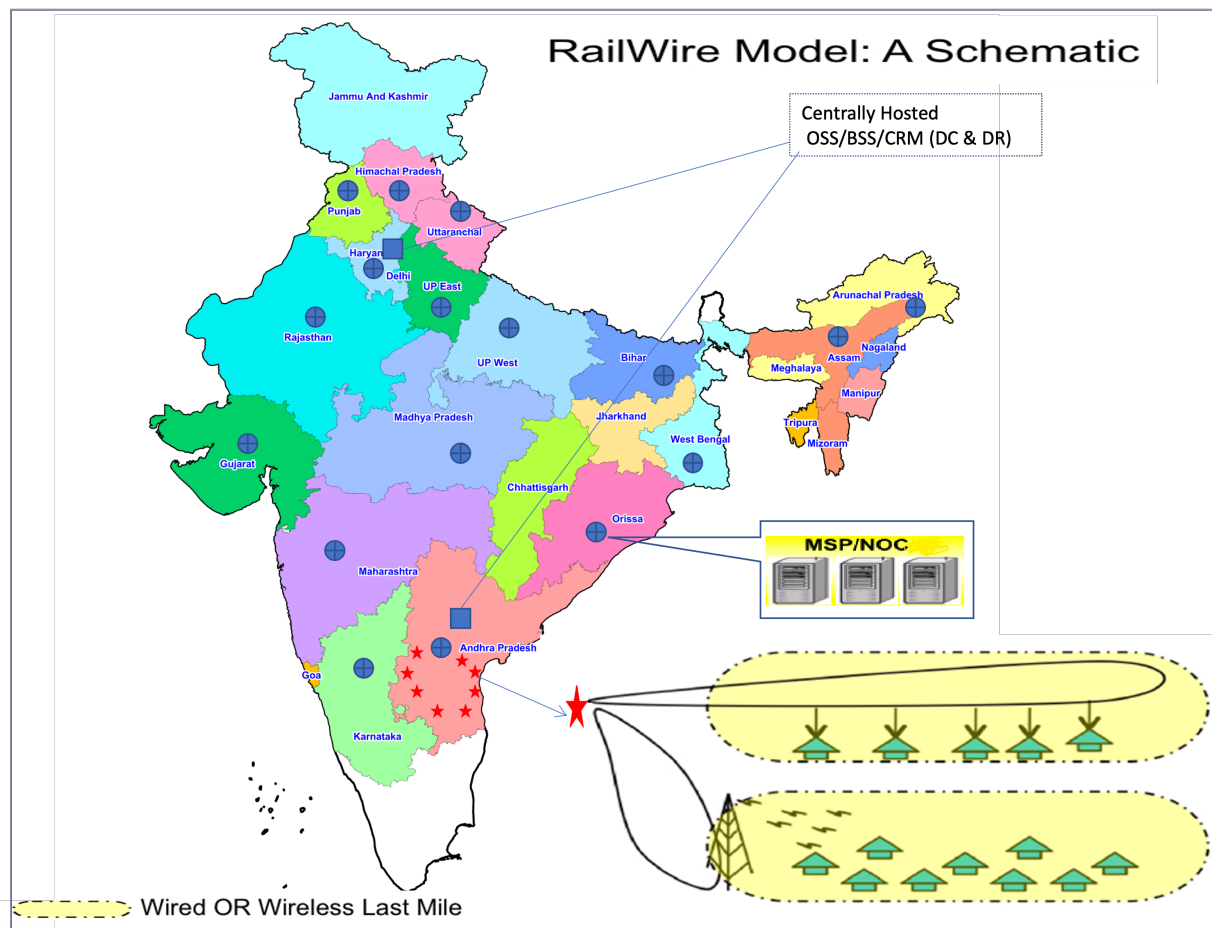 RailWire Model: A Schematic
Jammu And Kashmir
Centrally Hosted
OSS/BSS/CRM (DC & DR)
Himachal Pradesh
Punjab
Uttaranchal
Haryan
Delhi
UP East
Arunachal Pradesh
Rajasthan
Nagaland
UP West
Bihar
Assam
Meghalaya
Manipur
Madhya Pradesh
Jharkhand
Tripura
West Bengal
Mizoram
Gujarat
Chhattisgarh
Orissa
MSP/NOC
Maharashtra
Andhra Pradesh
Goa
Karnataka
Wired OR Wireless Last Mile